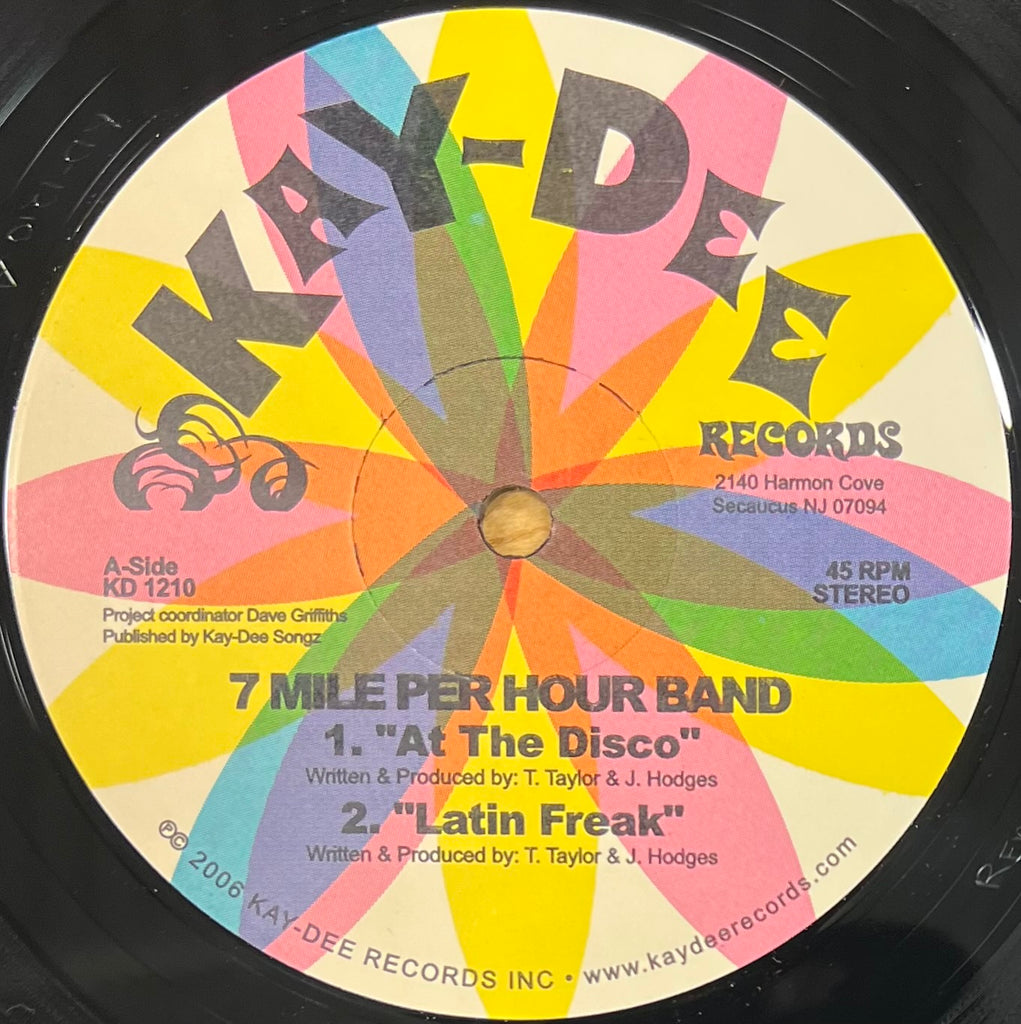 KAY-DEE
RECORDS
2140 Harmon Cove
Secaucus NJ 07094
A-Side
KD 1210
Project coordinator Dave Griffiths
Published by Kay-Dee Songz
45 RPM
STEREO
7 MILE PER HOUR BAND
1. "At The Disco"
Written & Produced by: T. Taylor & J. Hodges
2. "Latin Freak"
Written & Produced by: T. Taylor & J. Hodges
℗© 2006 KAY-DEE RECORDS INC • www.kaydeerecords.com